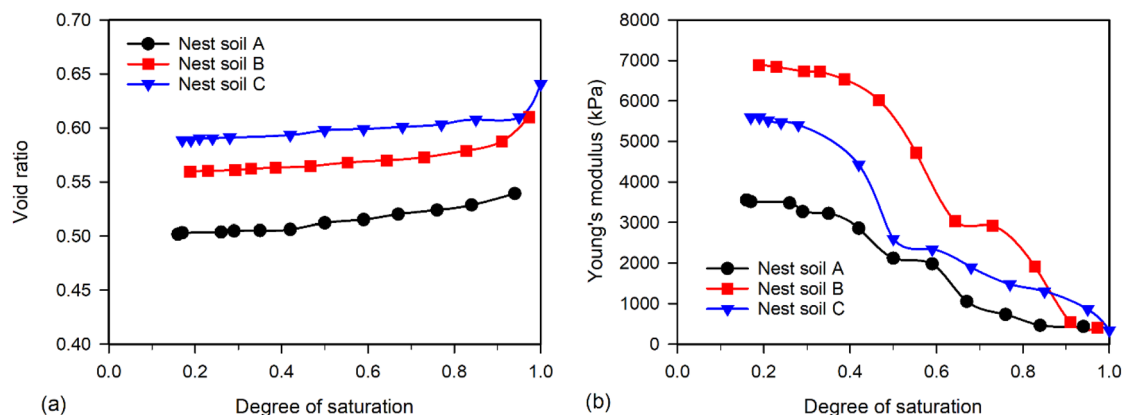 0.70
0.65
0.60
0.55
0.50
0.45
0.40
Void ratio
Nest soil A
Nest soil B
Nest soil C
0.2
0.4
0.6
0.8
1.0
(a)
Degree of saturation
8000
7000
6000
5000
4000
3000
2000
1000
0
Young's modulus (kPa)
Nest soil A
Nest soil B
Nest soil C
0.0
0.2
0.4
0.6
0.8
1.0
(b)
Degree of saturation